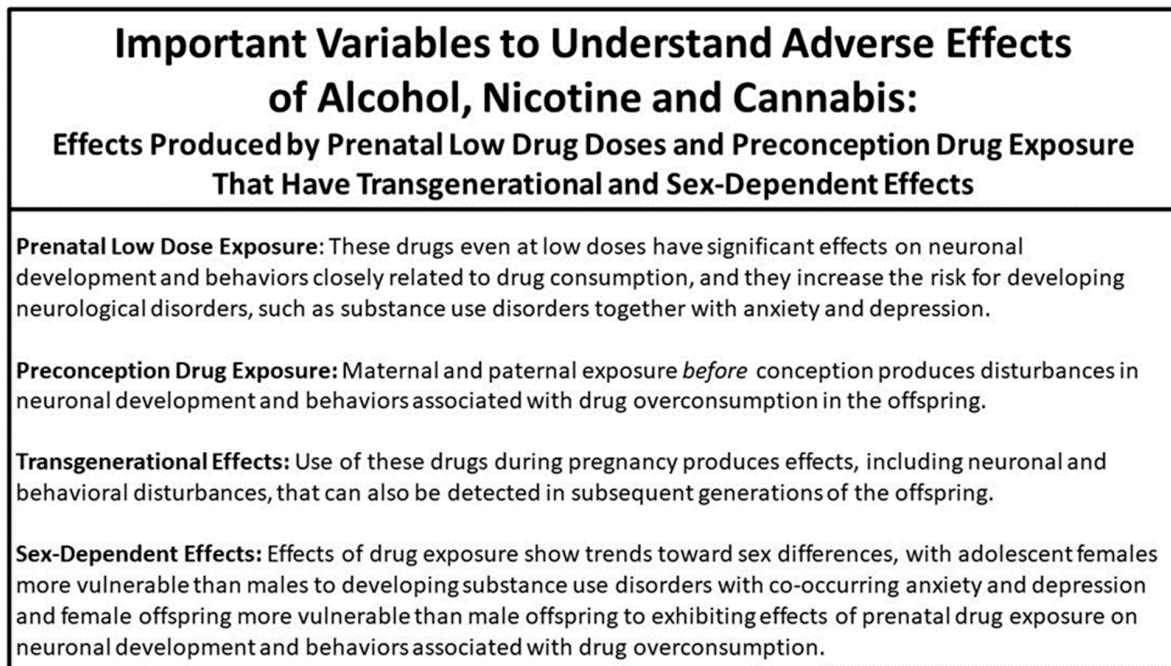 Important Variables to Understand Adverse Effects
of Alcohol, Nicotine and Cannabis:
Effects Produced by Prenatal Low Drug Doses and Preconception Drug Exposure
That Have Transgenerational and Sex-Dependent Effects
Prenatal Low Dose Exposure: These drugs even at low doses have significant effects on neuronal
development and behaviors closely related to drug consumption, and they increase the risk for developing
neurological disorders, such as substance use disorders together with anxiety and depression.
Preconception Drug Exposure: Maternal and paternal exposure before conception produces disturbances in
neuronal development and behaviors associated with drug overconsumption in the offspring.
Transgenerational Effects: Use of these drugs during pregnancy produces effects, including neuronal and
behavioral disturbances, that can also be detected in subsequent generations of the offspring.
Sex-Dependent Effects: Effects of drug exposure show trends toward sex differences, with adolescent females
more vulnerable than males to developing substance use disorders with co-occurring anxiety and depression
and female offspring more vulnerable than male offspring to exhibiting effects of prenatal drug exposure on
neuronal development and behaviors associated with drug overconsumption.